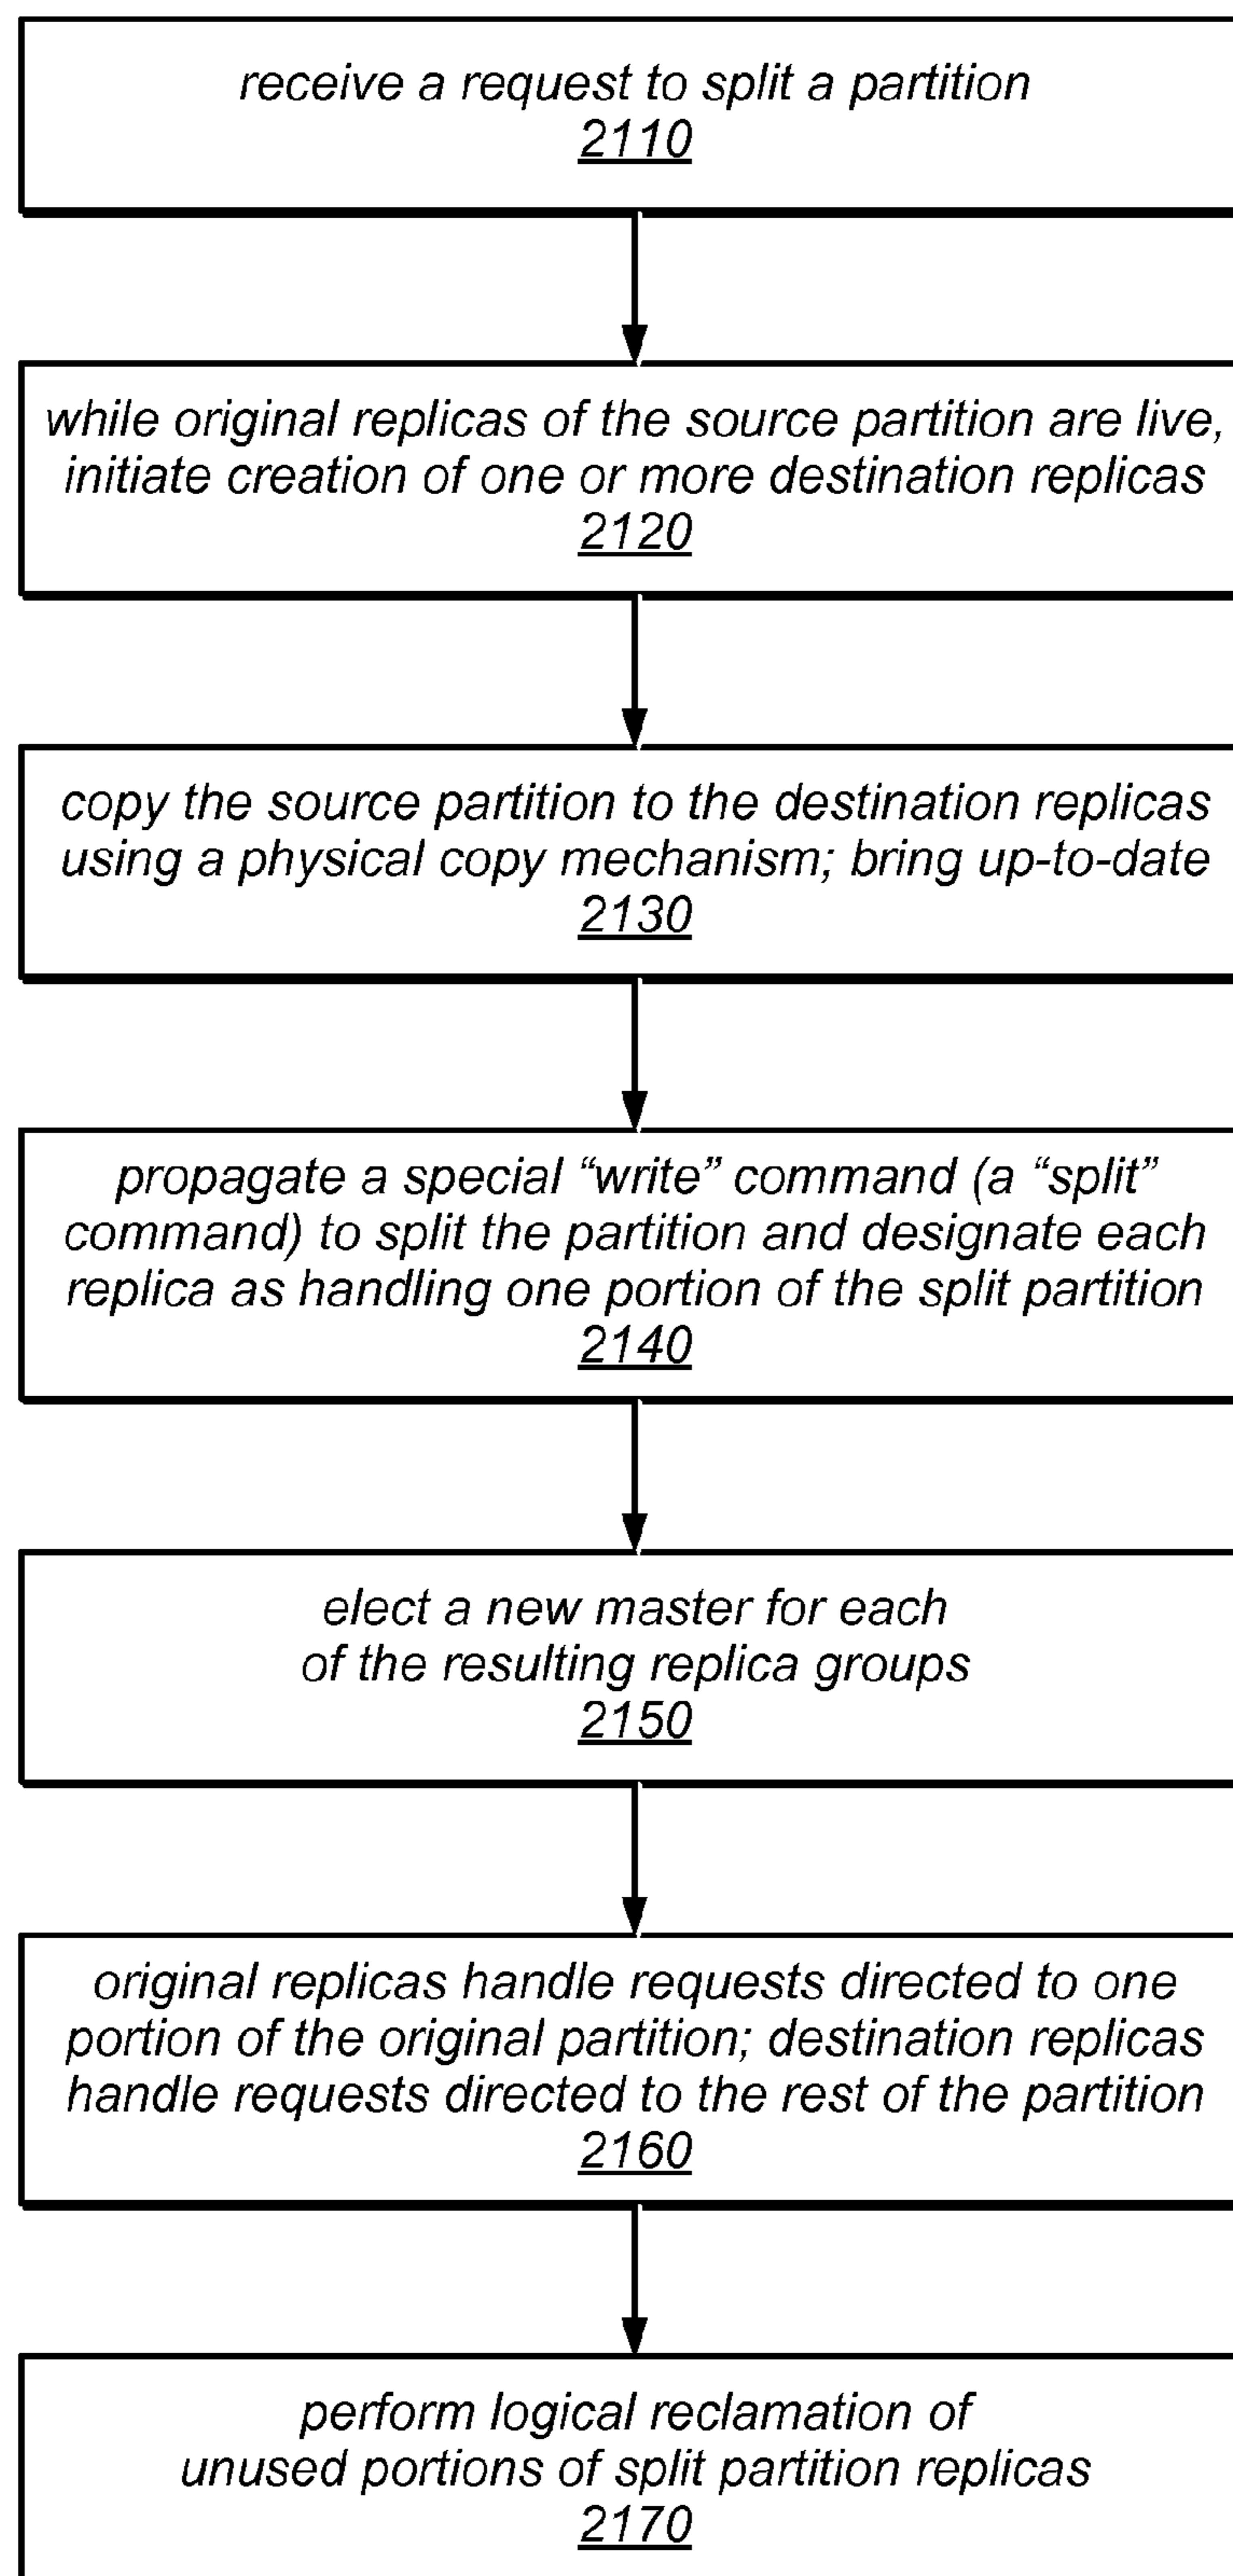 receive a request to split a partition
2110
while original replicas of the source partition are live,
initiate creation of one or more destination replicas
2120
copy the source partition to the destination replicas
using a physical copy mechanism; bring up-to-date
2130
propagate a special “write” command (a “split”
command) to split the partition and designate each
replica as handling one portion of the split partition
2140
elect a new master for each
of the resulting replica groups
2150
original replicas handle requests directed to one
portion of the original partition; destination replicas
handle requests directed to the rest of the partition
2160
perform logical reclamation of
unused portions of split partition replicas
2170